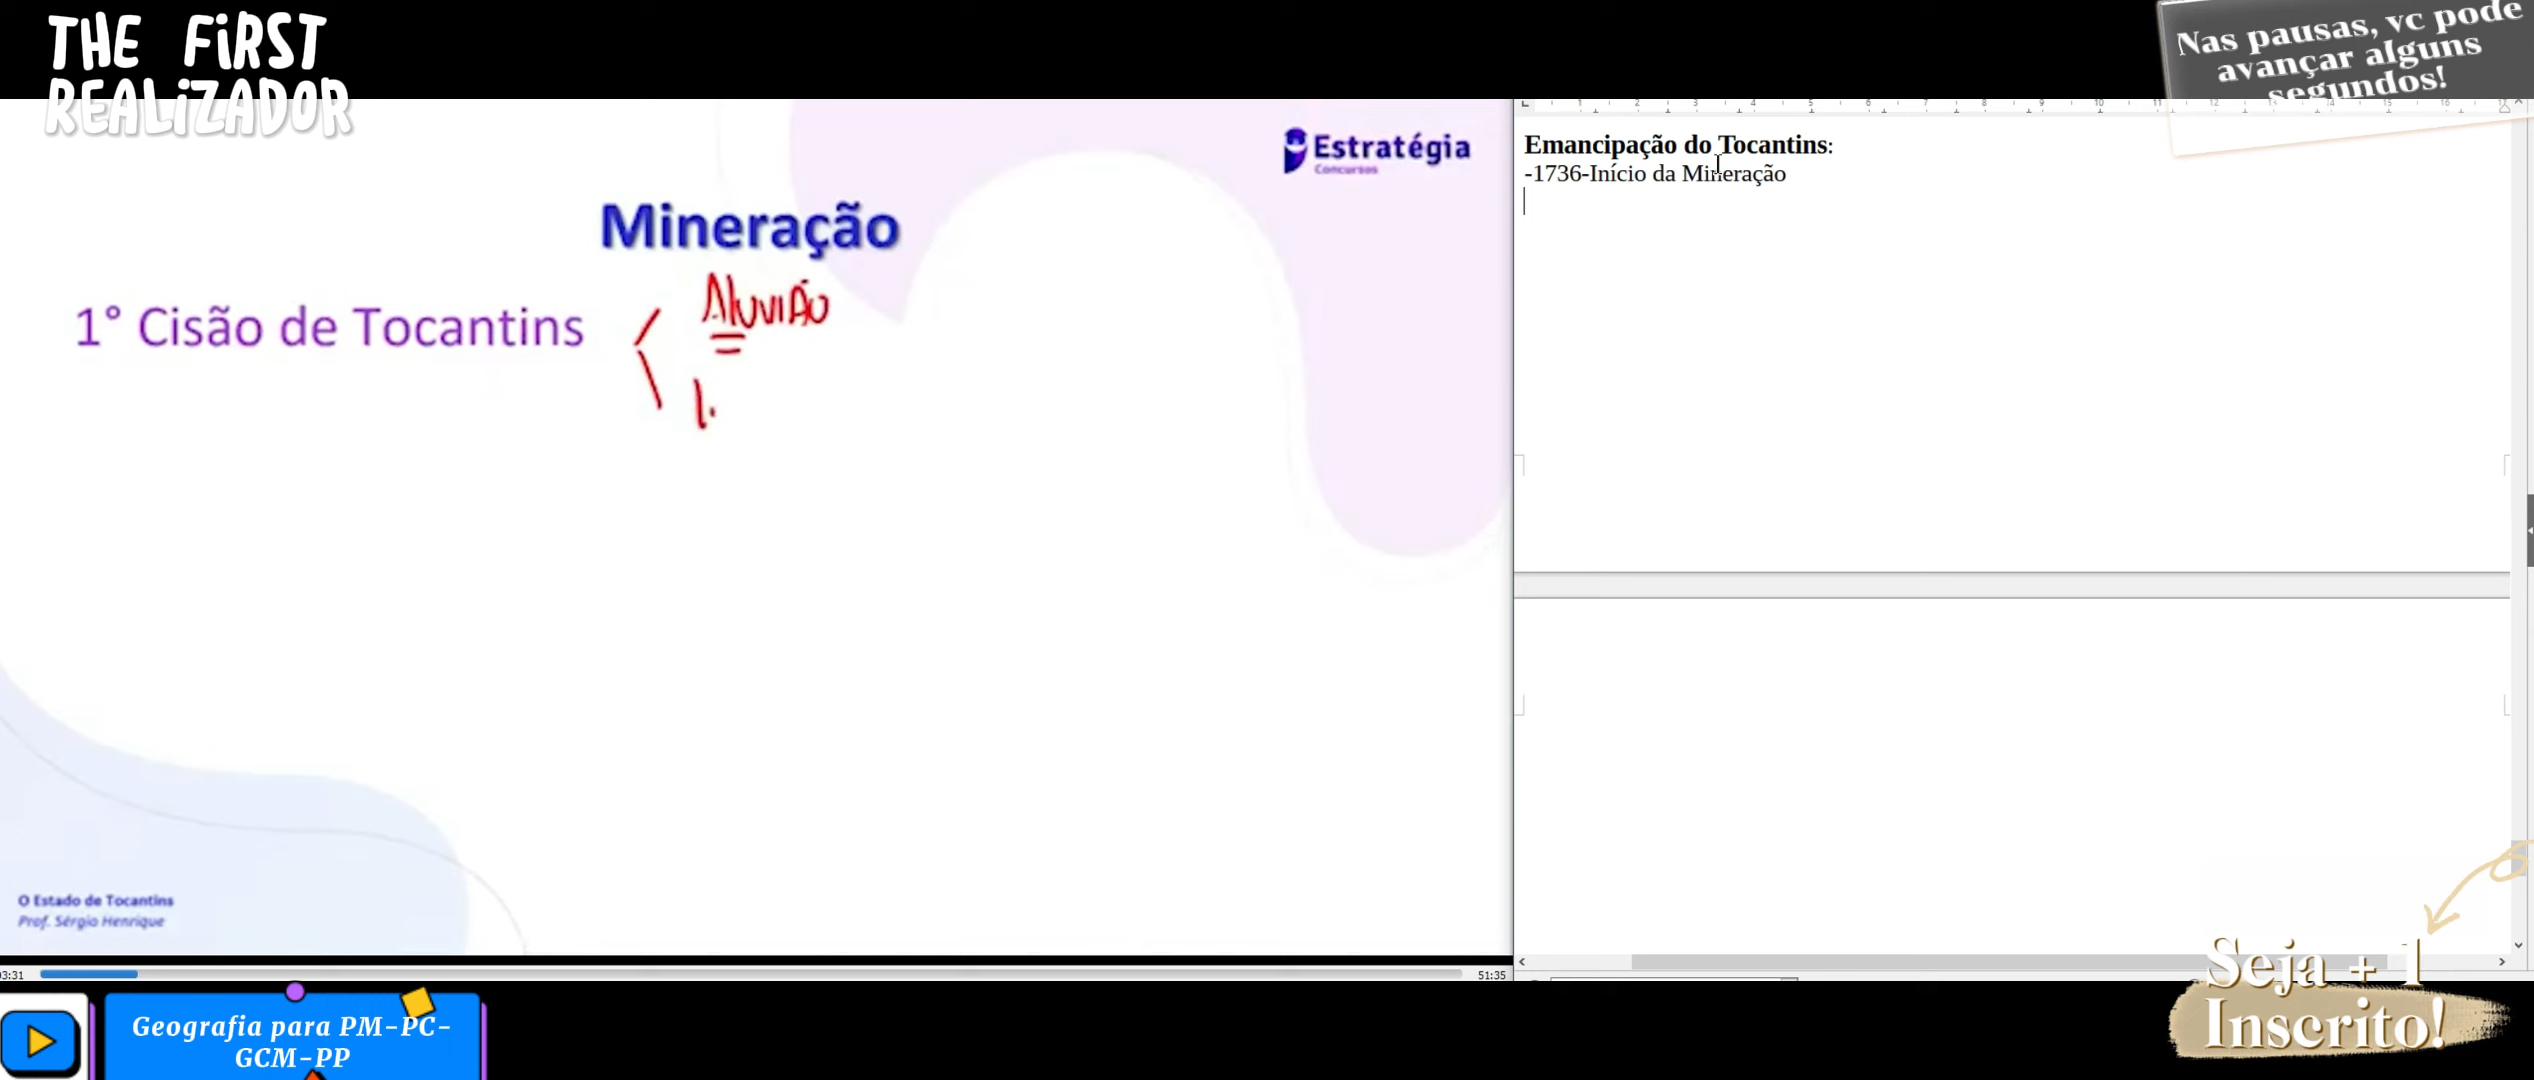 THE FiRST
REALiZADOR
Nas pausas, vc pode
avançar alguns
segundos!
Estratégia
Concursos
Mineração
1° Cisão de Tocantins
Aluvião
O Estado de Tocantins
Prof. Sérgio Henrique
51:35
Emancipação do Tocantins:
-1736-Início da Mineração
Geografia para PM-PC-
GCM-PP
Seja + 1
Inscrito!